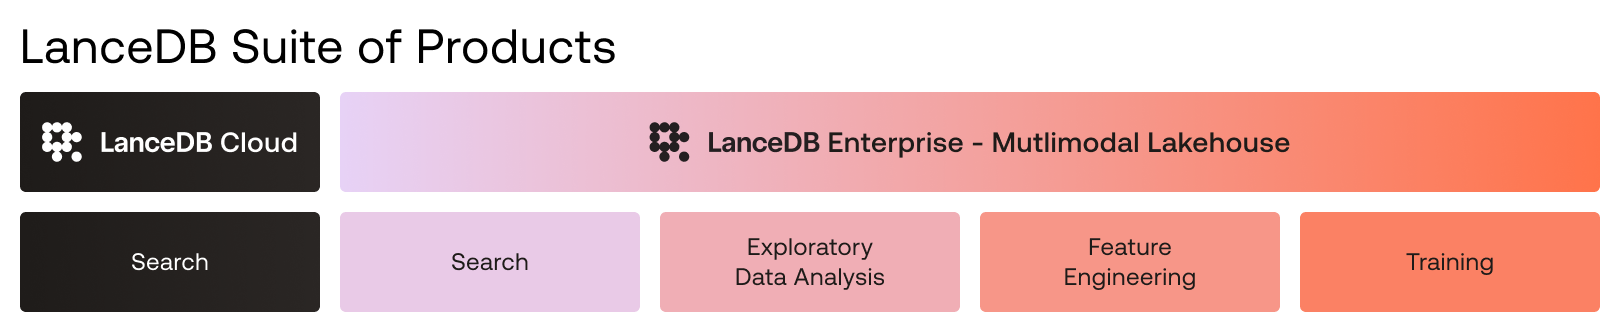 LanceDB Suite of Products
LanceDB Cloud
LanceDB Enterprise - Mutlimodal Lakehouse
Search
Search
Exploratory
Data Analysis
Feature
Engineering
Training